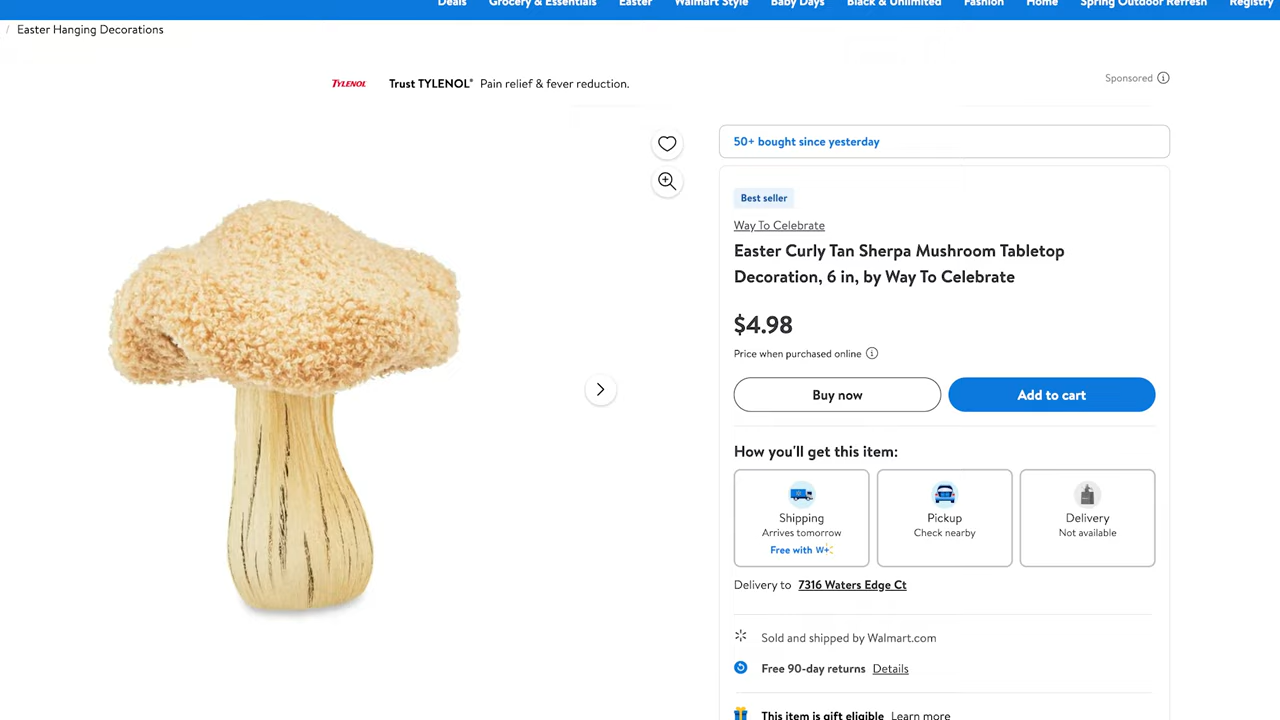 Deals Grocery & Essentials Easter Walmart Style Baby Days Black & Unlimited Fashion Home Spring Outdoor Refresh Registry
/ Easter Hanging Decorations
TYLENOL Trust TYLENOL® Pain relief & fever reduction.
Sponsored
50+ bought since yesterday
Best seller
Way To Celebrate
Easter Curly Tan Sherpa Mushroom Tabletop
Decoration, 6 in, by Way To Celebrate
$4.98
Price when purchased online
Buy now Add to cart
How you'll get this item:
Shipping Pickup Delivery
Arrives tomorrow Check nearby Not available
Free with W+
Delivery to 7316 Waters Edge Ct
Sold and shipped by Walmart.com
Free 90-day returns Details
This item is gift eligible Learn more